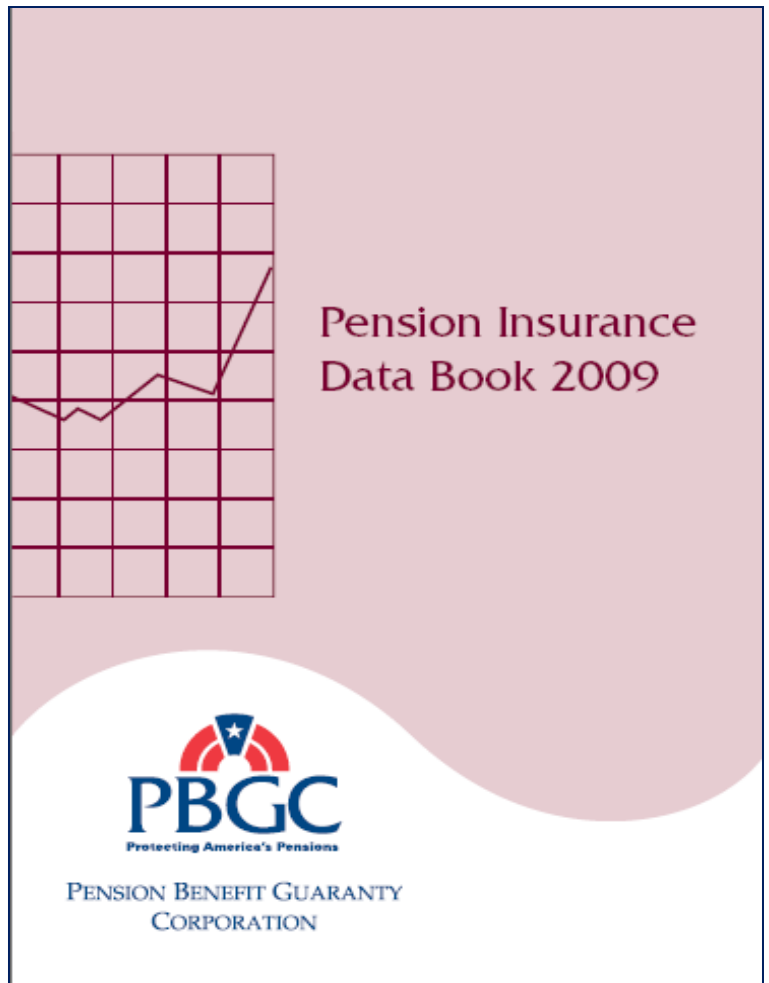 Pension Insurance
Data Book 2009
PBGC
Protecting America's Pensions
PENSION BENEFIT GUARANTY
CORPORATION